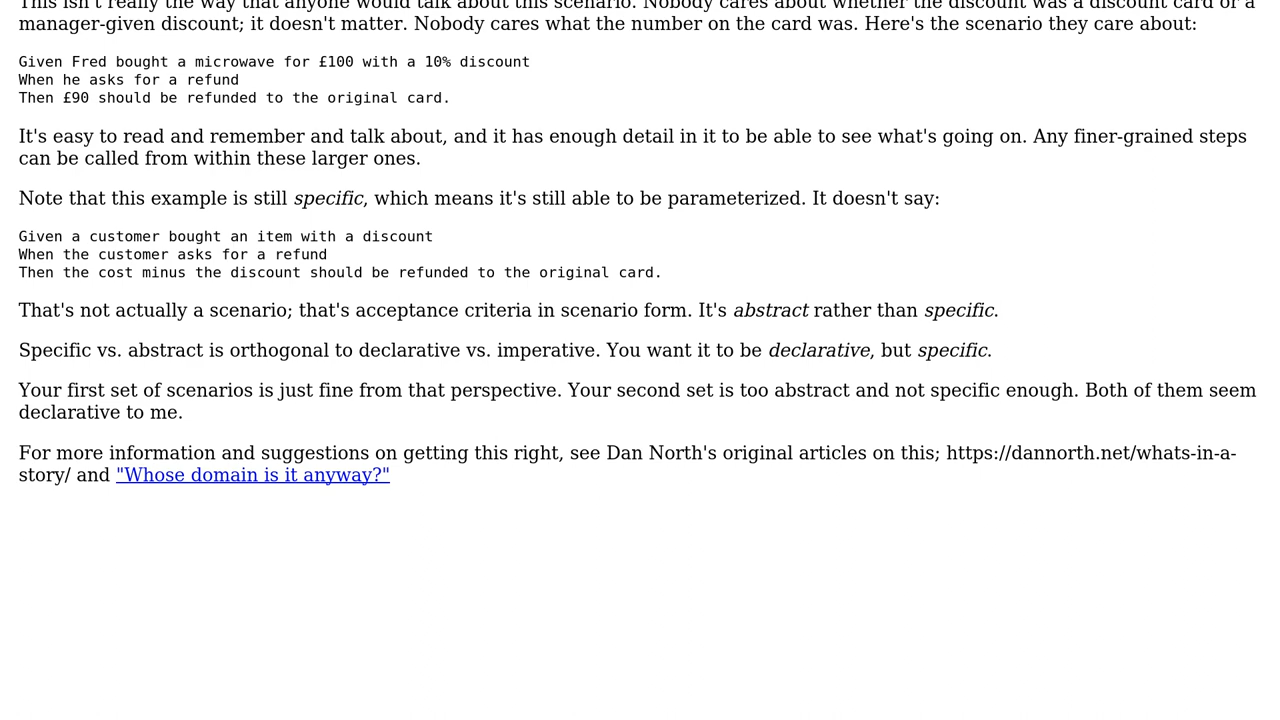 This isn't really the way that anyone would talk about this scenario. Nobody cares about whether the discount was a discount card or a
manager-given discount; it doesn't matter. Nobody cares what the number on the card was. Here's the scenario they care about:
Given Fred bought a microwave for £100 with a 10% discount
When he asks for a refund
Then £90 should be refunded to the original card.
It's easy to read and remember and talk about, and it has enough detail in it to be able to see what's going on. Any finer-grained steps
can be called from within these larger ones.
Note that this example is still specific, which means it's still able to be parameterized. It doesn't say:
Given a customer bought an item with a discount
When the customer asks for a refund
Then the cost minus the discount should be refunded to the original card.
That's not actually a scenario; that's acceptance criteria in scenario form. It's abstract rather than specific.
Specific vs. abstract is orthogonal to declarative vs. imperative. You want it to be declarative, but specific.
Your first set of scenarios is just fine from that perspective. Your second set is too abstract and not specific enough. Both of them seem
declarative to me.
For more information and suggestions on getting this right, see Dan North's original articles on this; https://dannorth.net/whats-in-a-
story/ and "Whose domain is it anyway?"